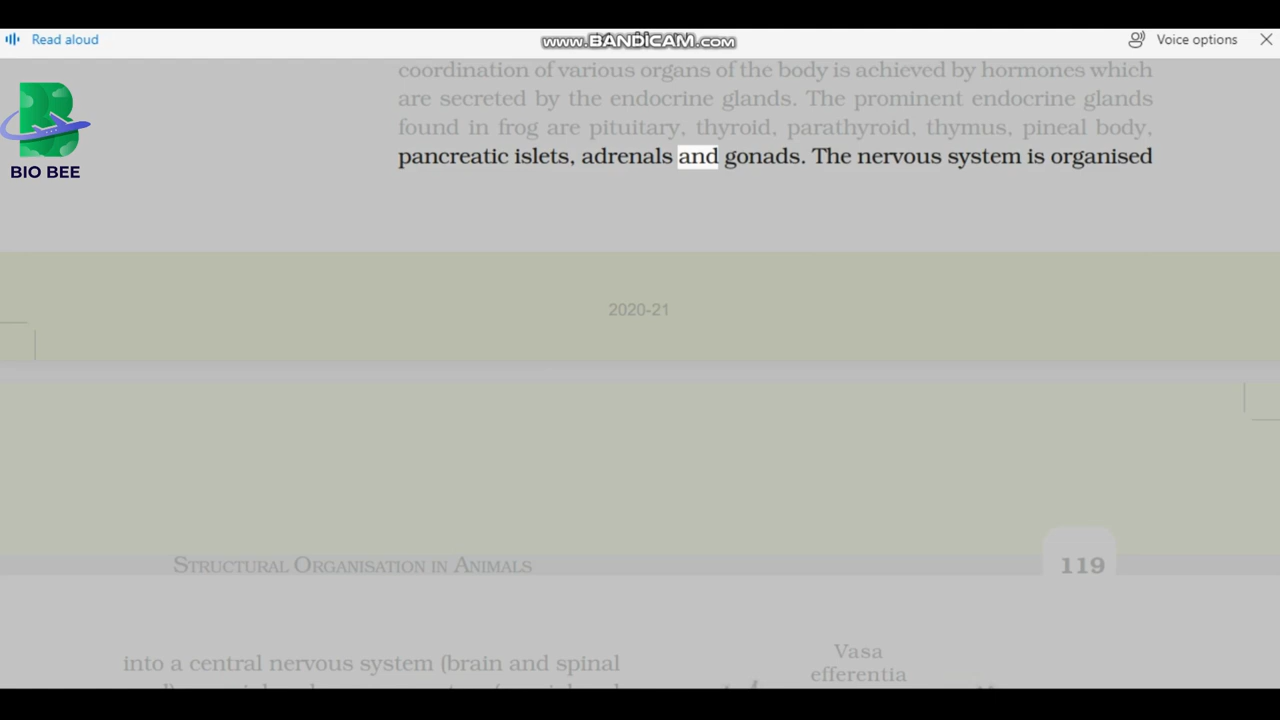 Read aloud
www.BANDICAM.com
Voice options
BIO BEE
coordination of various organs of the body is achieved by hormones which
are secreted by the endocrine glands. The prominent endocrine glands
found in frog are pituitary, thyroid, parathyroid, thymus, pineal body,
pancreatic islets, adrenals and gonads. The nervous system is organised
2020-21
STRUCTURAL ORGANISATION IN ANIMALS
119
into a central nervous system (brain and spinal
Vasa
efferentia